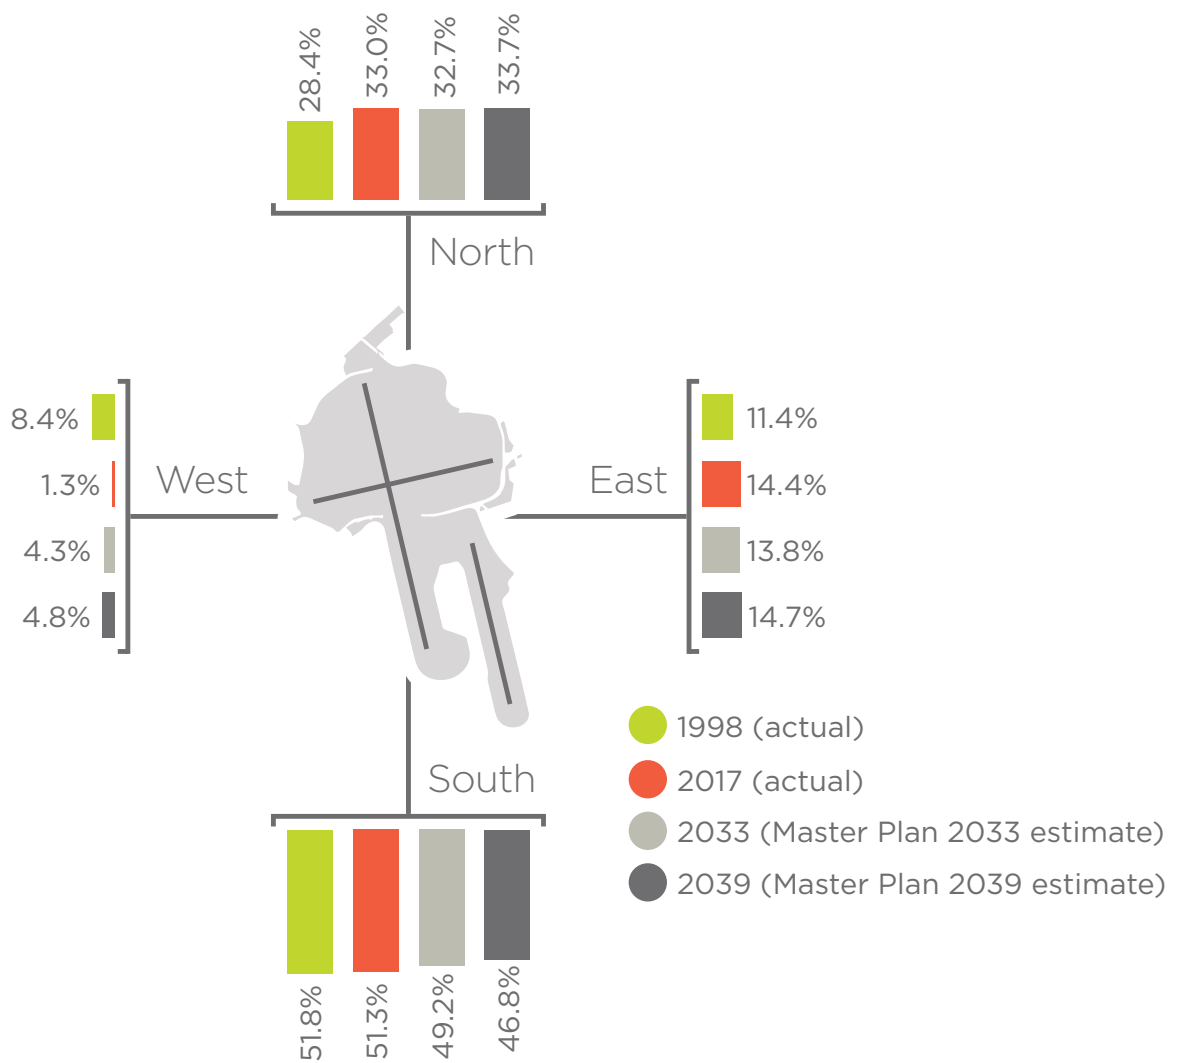 28.4%
33.0%
32.7%
33.7%
North
8.4%
1.3%
4.3%
4.8%
West
East
11.4%
14.4%
13.8%
14.7%
South
51.8%
51.3%
49.2%
46.8%
1998 (actual)
2017 (actual)
2033 (Master Plan 2033 estimate)
2039 (Master Plan 2039 estimate)